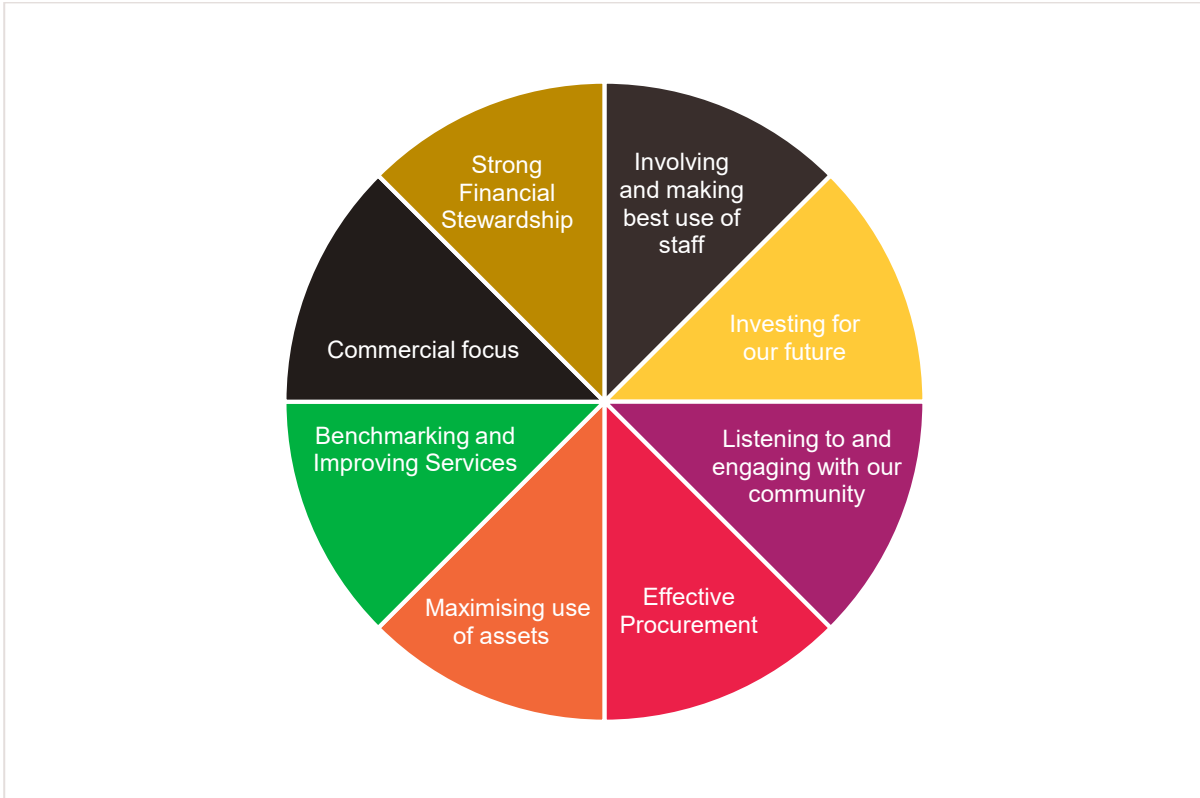 Strong
Financial
Stewardship
Involving
and making
best use of
staff
Investing for
our future
Listening to and
engaging with our
community
Effective
Procurement
Maximising use
of assets
Benchmarking and
Improving Services
Commercial focus